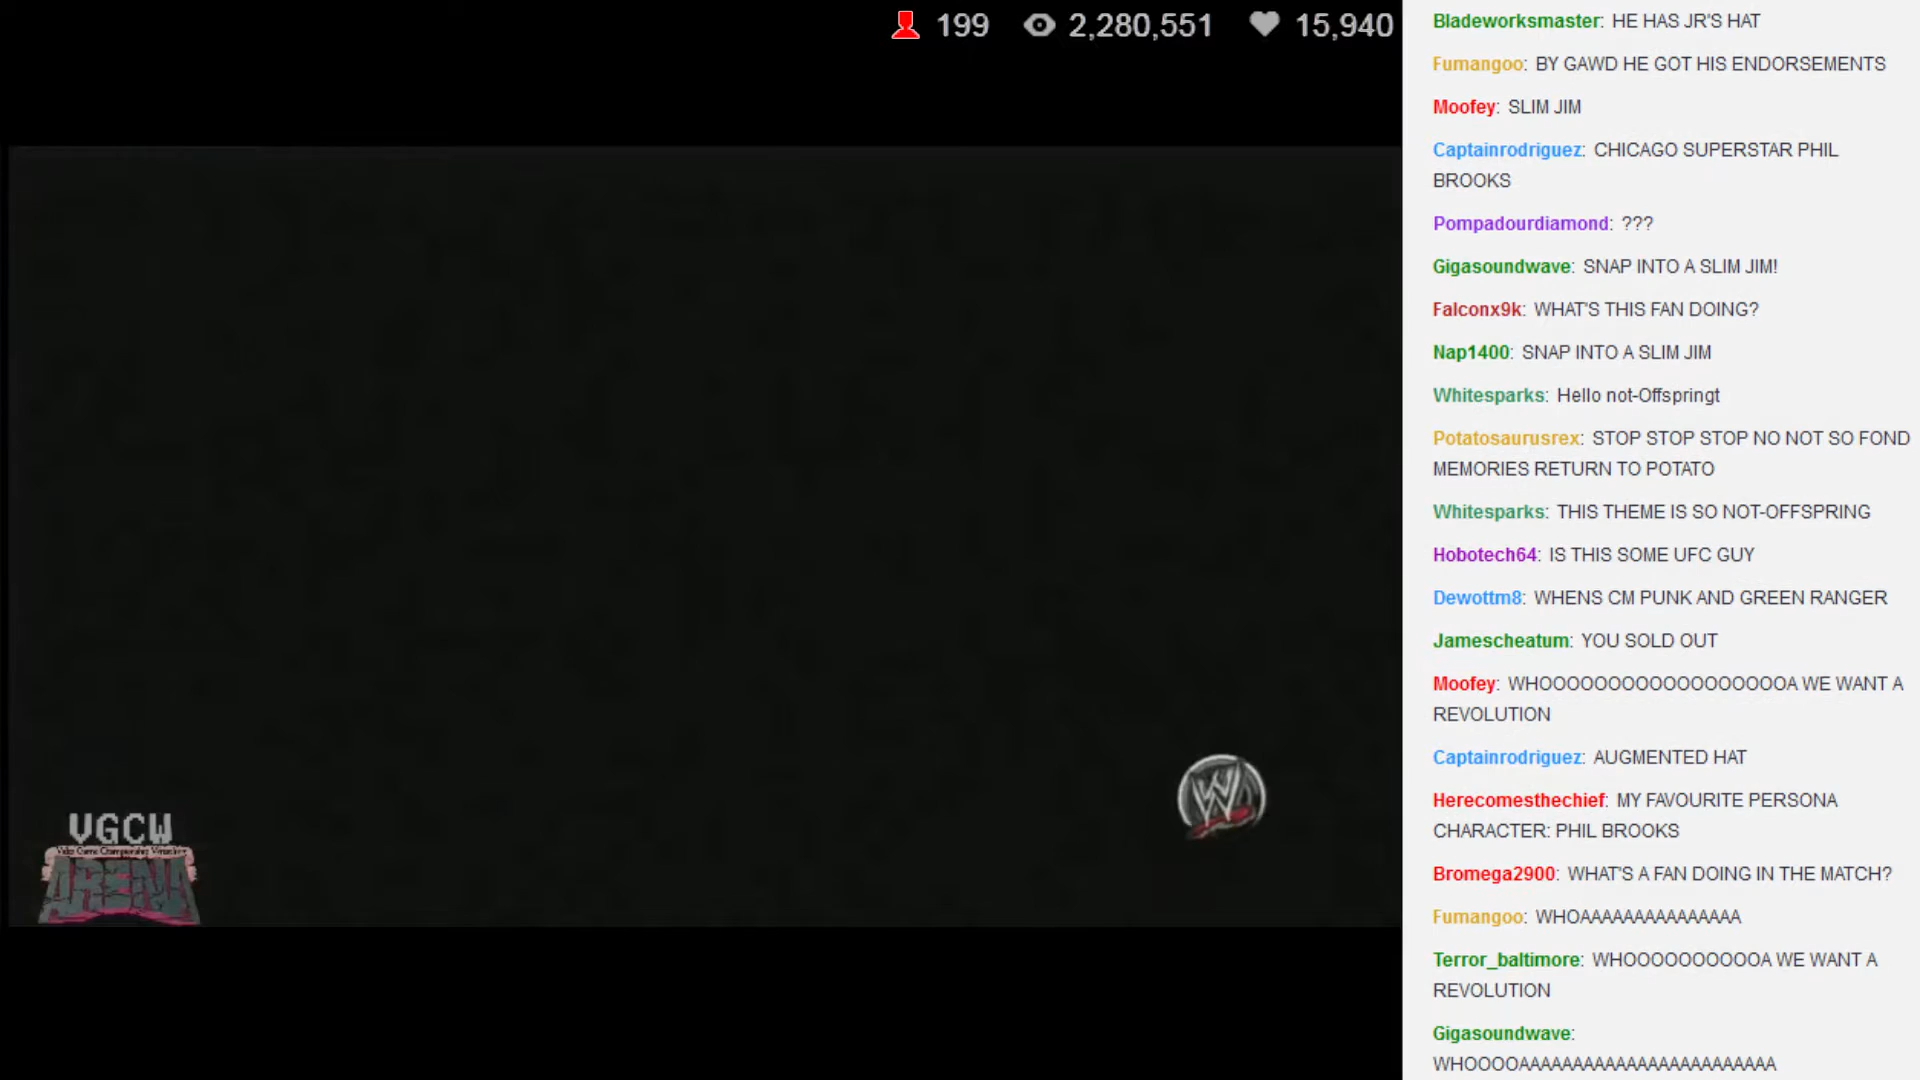 199 2,280,551 15,940
Bladeworksmaster: HE HAS JR'S HAT
Fumangoo: BY GAWD HE GOT HIS ENDORSEMENTS
Moofey: SLIM JIM
Captainrodriguez: CHICAGO SUPERSTAR PHIL
BROOKS
Pompadourdiamond: ???
Gigasoundwave: SNAP INTO A SLIM JIM!
Falconx9k: WHAT'S THIS FAN DOING?
Nap1400: SNAP INTO A SLIM JIM
Whitesparks: Hello not-Offspringt
Potatosaurusrex: STOP STOP STOP NO NOT SO FOND
MEMORIES RETURN TO POTATO
Whitesparks: THIS THEME IS SO NOT-OFFSPRING
Hobotech64: IS THIS SOME UFC GUY
Dewottm8: WHENS CM PUNK AND GREEN RANGER
Jamescheatum: YOU SOLD OUT
Moofey: WHOOOOOOOOOOOOOOOOOOA WE WANT A
REVOLUTION
Captainrodriguez: AUGMENTED HAT
Herecomesthechief: MY FAVOURITE PERSONA
CHARACTER: PHIL BROOKS
Bromega2900: WHAT'S A FAN DOING IN THE MATCH?
Fumangoo: WHOAAAAAAAAAAAAAAA
Terror_baltimore: WHOOOOOOOOOOA WE WANT A
REVOLUTION
Gigasoundwave:
WHOOOOAAAAAAAAAAAAAAAAAAAAAAAA
W
VGCW
Video Game Championship Wrestling
ARENA